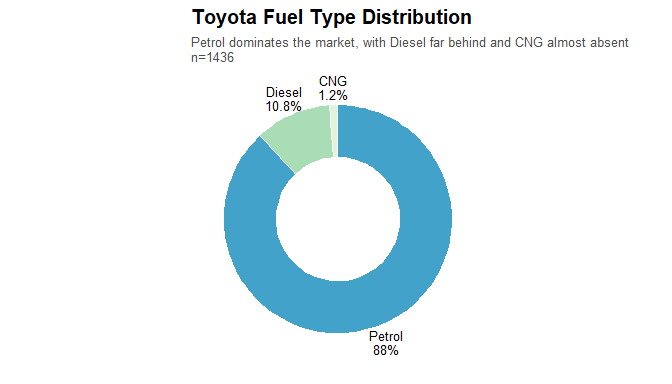 Toyota Fuel Type Distribution
Petrol dominates the market, with Diesel far behind and CNG almost absent
n=1436
CNG
1.2%
Diesel
10.8%
Petrol
88%